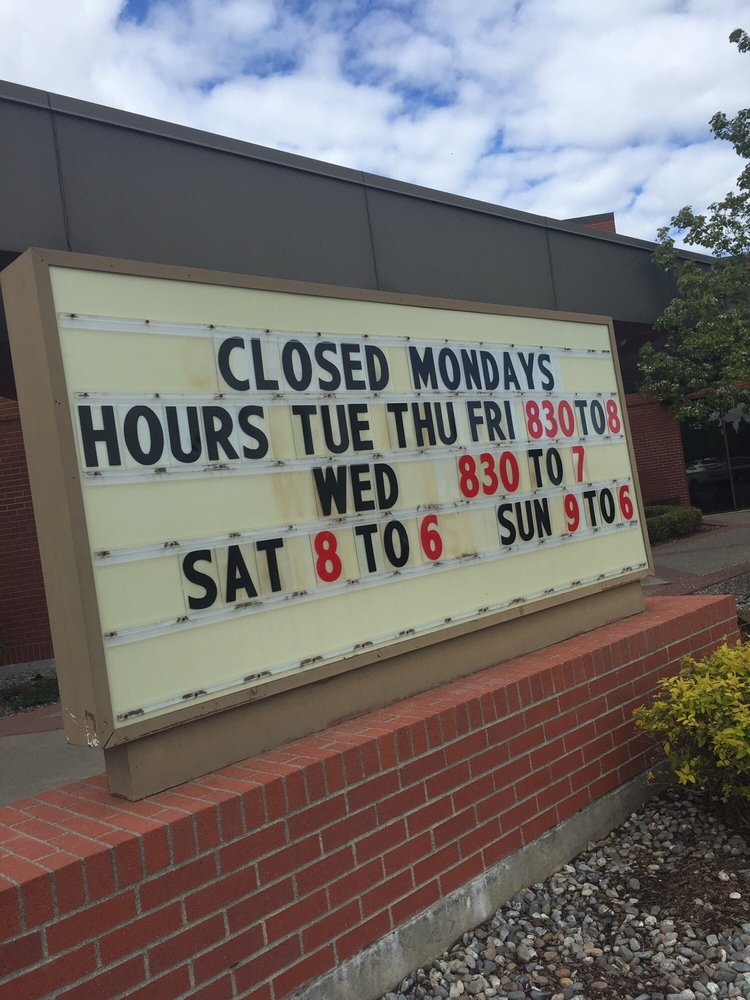 CLOSED MONDAYS
HOURS TUE THU FRI 830 TO 8
WED 830 TO 7
SAT 8 TO 6 SUN 9 TO 6